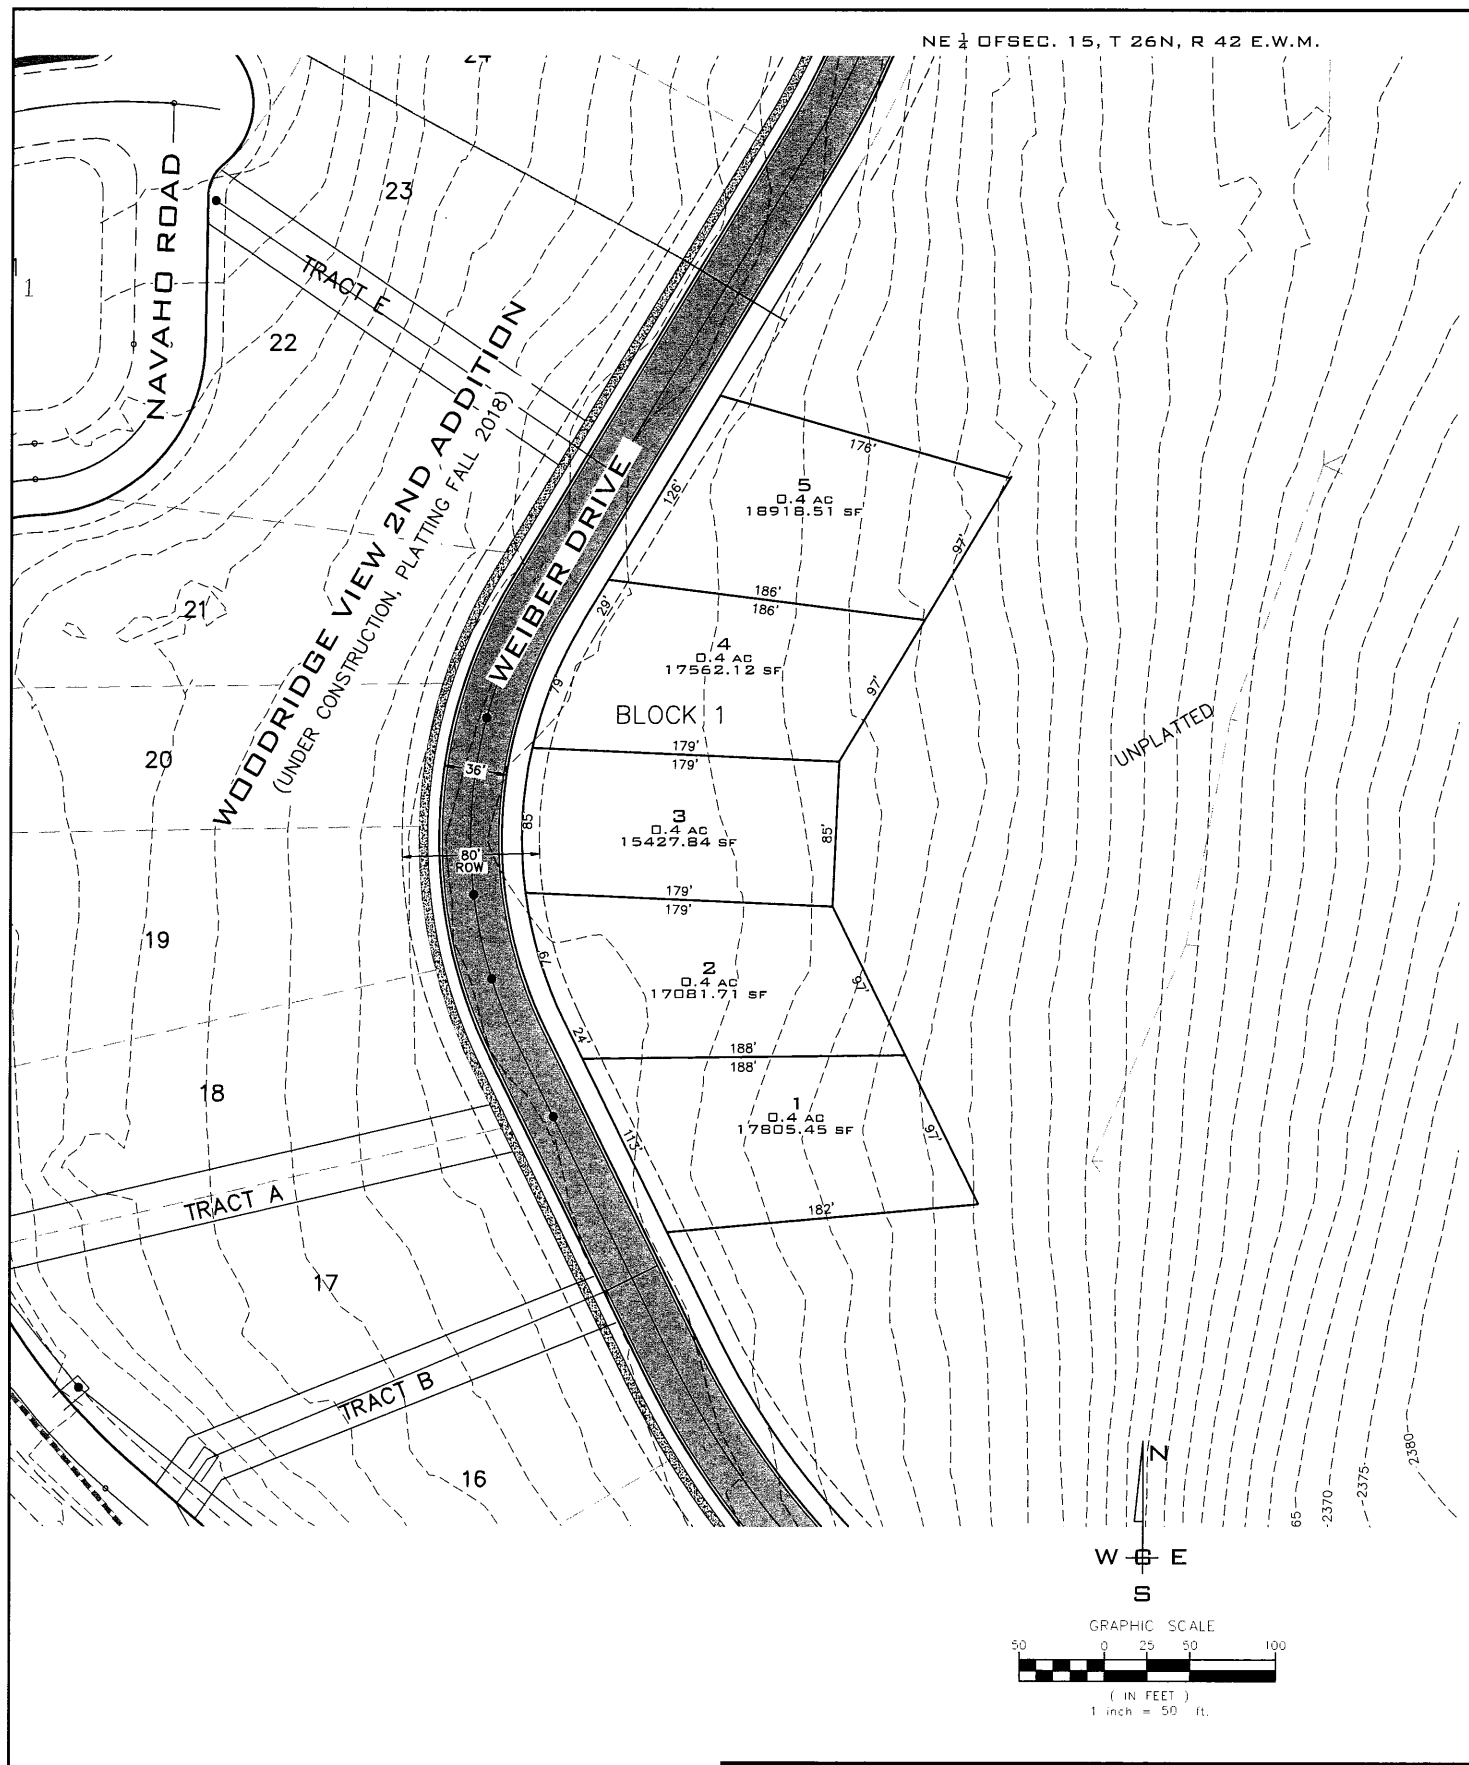 NE 1/4 OFSEC. 15, T 26N, R 42 E.W.M.
24
23
NAVAHO ROAD
TRACT E
1
22
WOODRIDGE VIEW 2ND ADDITION
(UNDER CONSTRUCTION, PLATTING FALL 2018)
WEIBER DRIVE
176'
126'
5
0.4 AC
18918.51 SF
97'
186'
186'
29'
21
4
0.4 AC
17562.12 SF
79'
97'
BLOCK 1
UNPLATTED
179'
179'
20
36'
3
0.4 AC
15427.84 SF
85'
85'
80'
ROW
179'
179'
19
2
0.4 AC
17081.71 SF
79'
97'
24'
188'
188'
18
1
0.4 AC
17805.45 SF
113'
97'
TRACT A
182'
17
TRACT B
16
65
2370
2375
2380
N
W E
S
GRAPHIC SCALE
50 0 25 50 100
( IN FEET )
1 inch = 50 ft.